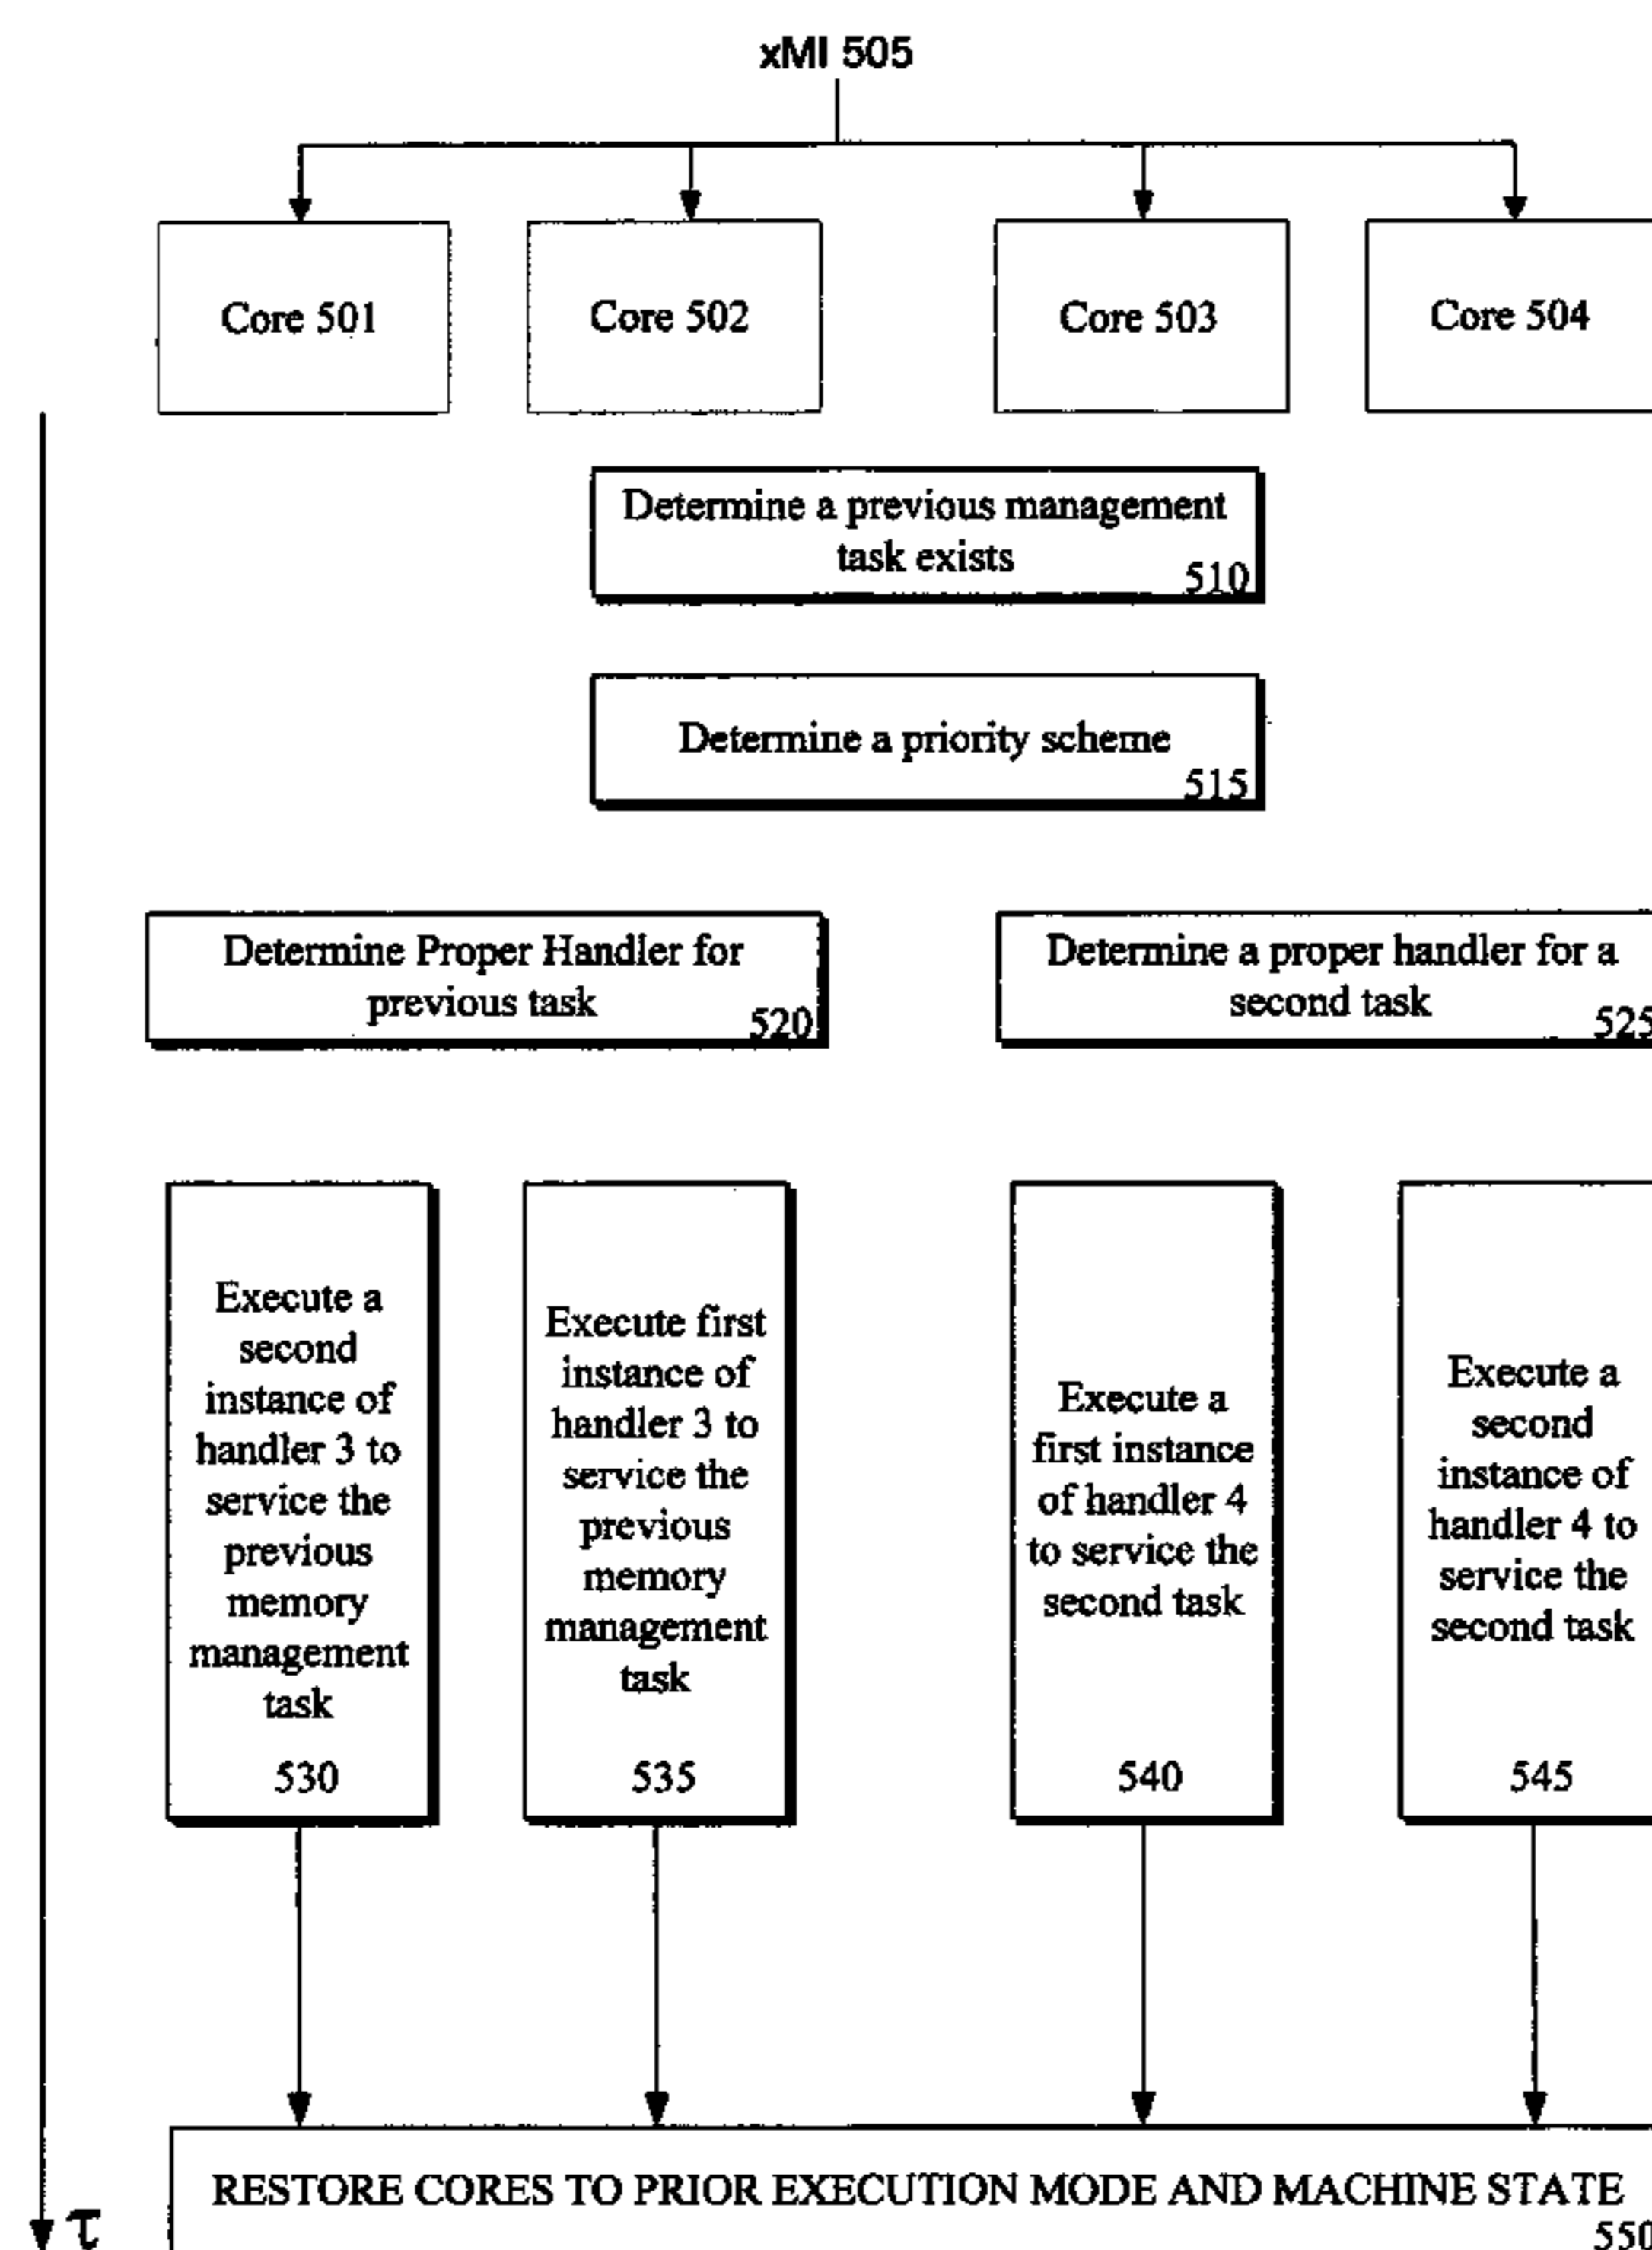 xMI 505
Core 501
Core 502
Core 503
Core 504
Determine a previous management
task exists
510
Determine a priority scheme
515
Determine Proper Handler for
previous task
520
Determine a proper handler for a
second task
525
Execute a
second
instance of
handler 3 to
service the
previous
memory
management
task
530
Execute first
instance of
handler 3 to
service the
previous
memory
management
task
535
Execute a
first instance
of handler 4
to service the
second task
540
Execute a
second
instance of
handler 4 to
service the
second task
545
RESTORE CORES TO PRIOR EXECUTION MODE AND MACHINE STATE
550
τ